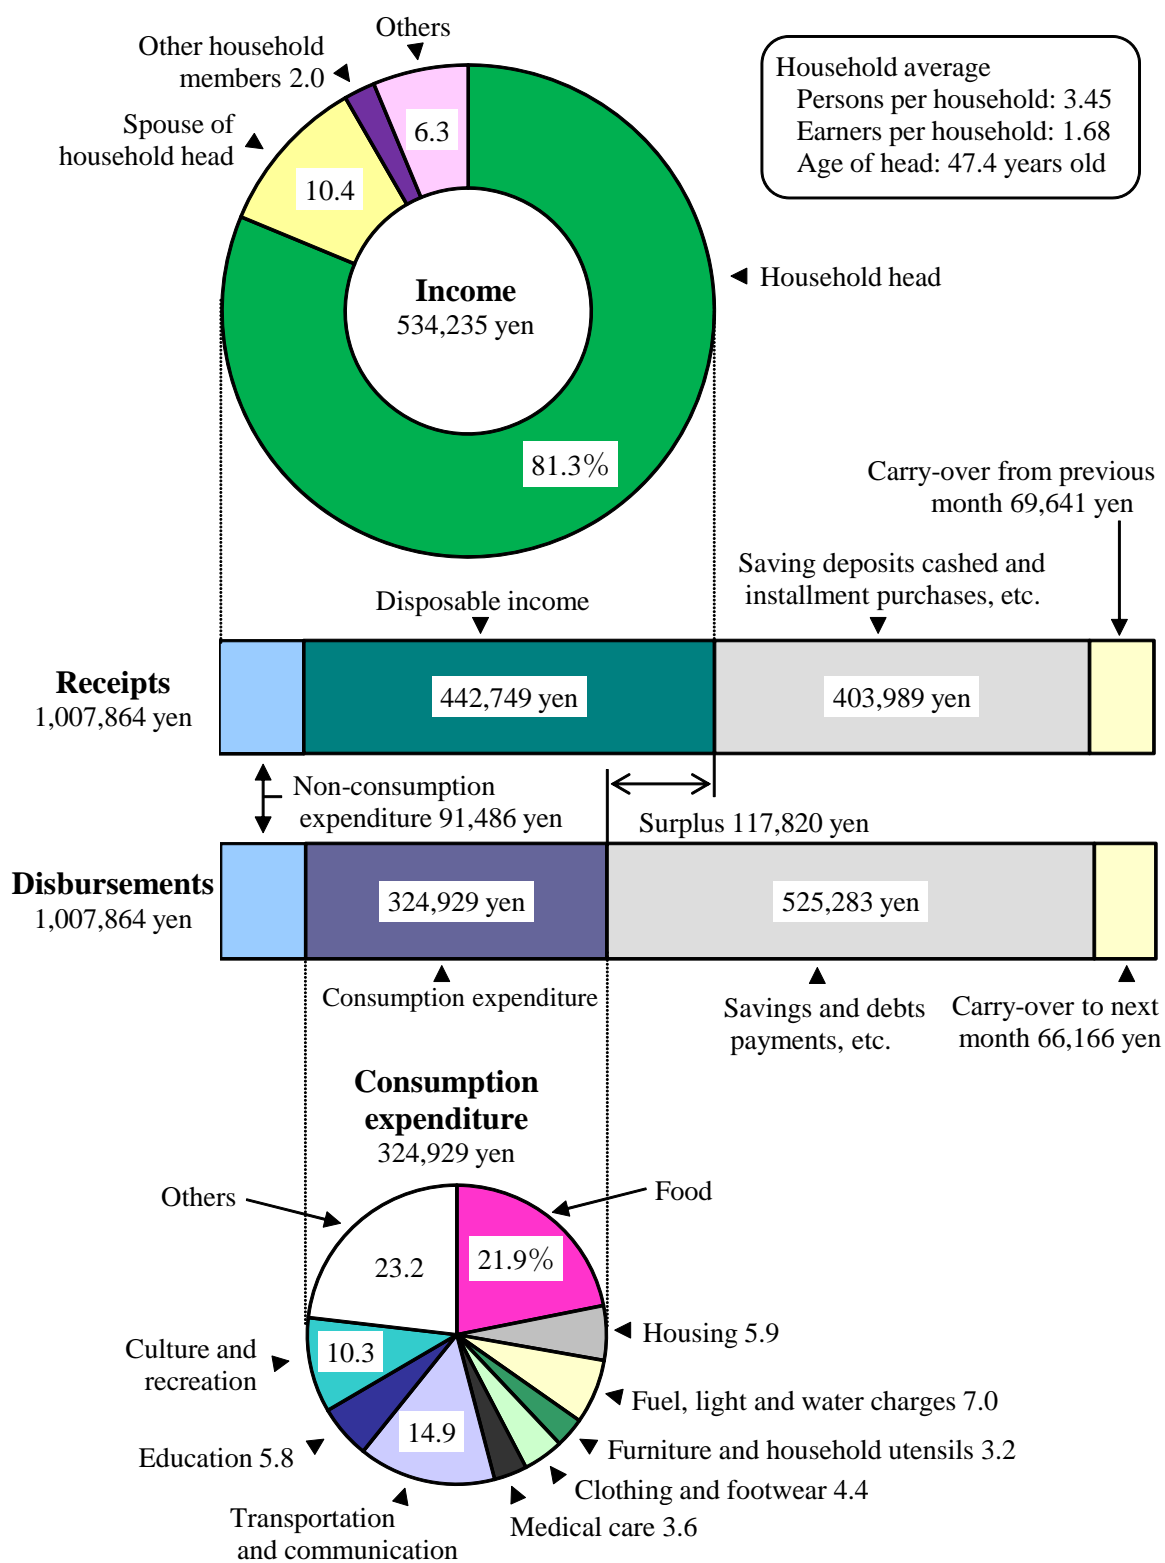 Others
Other household
members 2.0
Spouse of
household head
6.3
10.4
Household average
Persons per household: 3.45
Earners per household: 1.68
Age of head: 47.4 years old
Household head
Income
534,235 yen
81.3%
Carry-over from previous
month 69,641 yen
Saving deposits cashed and
installment purchases, etc.
Disposable income
Receipts
1,007,864 yen
442,749 yen
403,989 yen
Non-consumption
expenditure 91,486 yen
Surplus 117,820 yen
Disbursements
1,007,864 yen
324,929 yen
525,283 yen
Consumption expenditure
Savings and debts
payments, etc.
Carry-over to next
month 66,166 yen
Consumption
expenditure
324,929 yen
Others
Food
23.2
21.9%
Housing 5.9
Culture and
recreation
10.3
Fuel, light and water charges 7.0
14.9
Education 5.8
Furniture and household utensils 3.2
Clothing and footwear 4.4
Medical care 3.6
Transportation
and communication